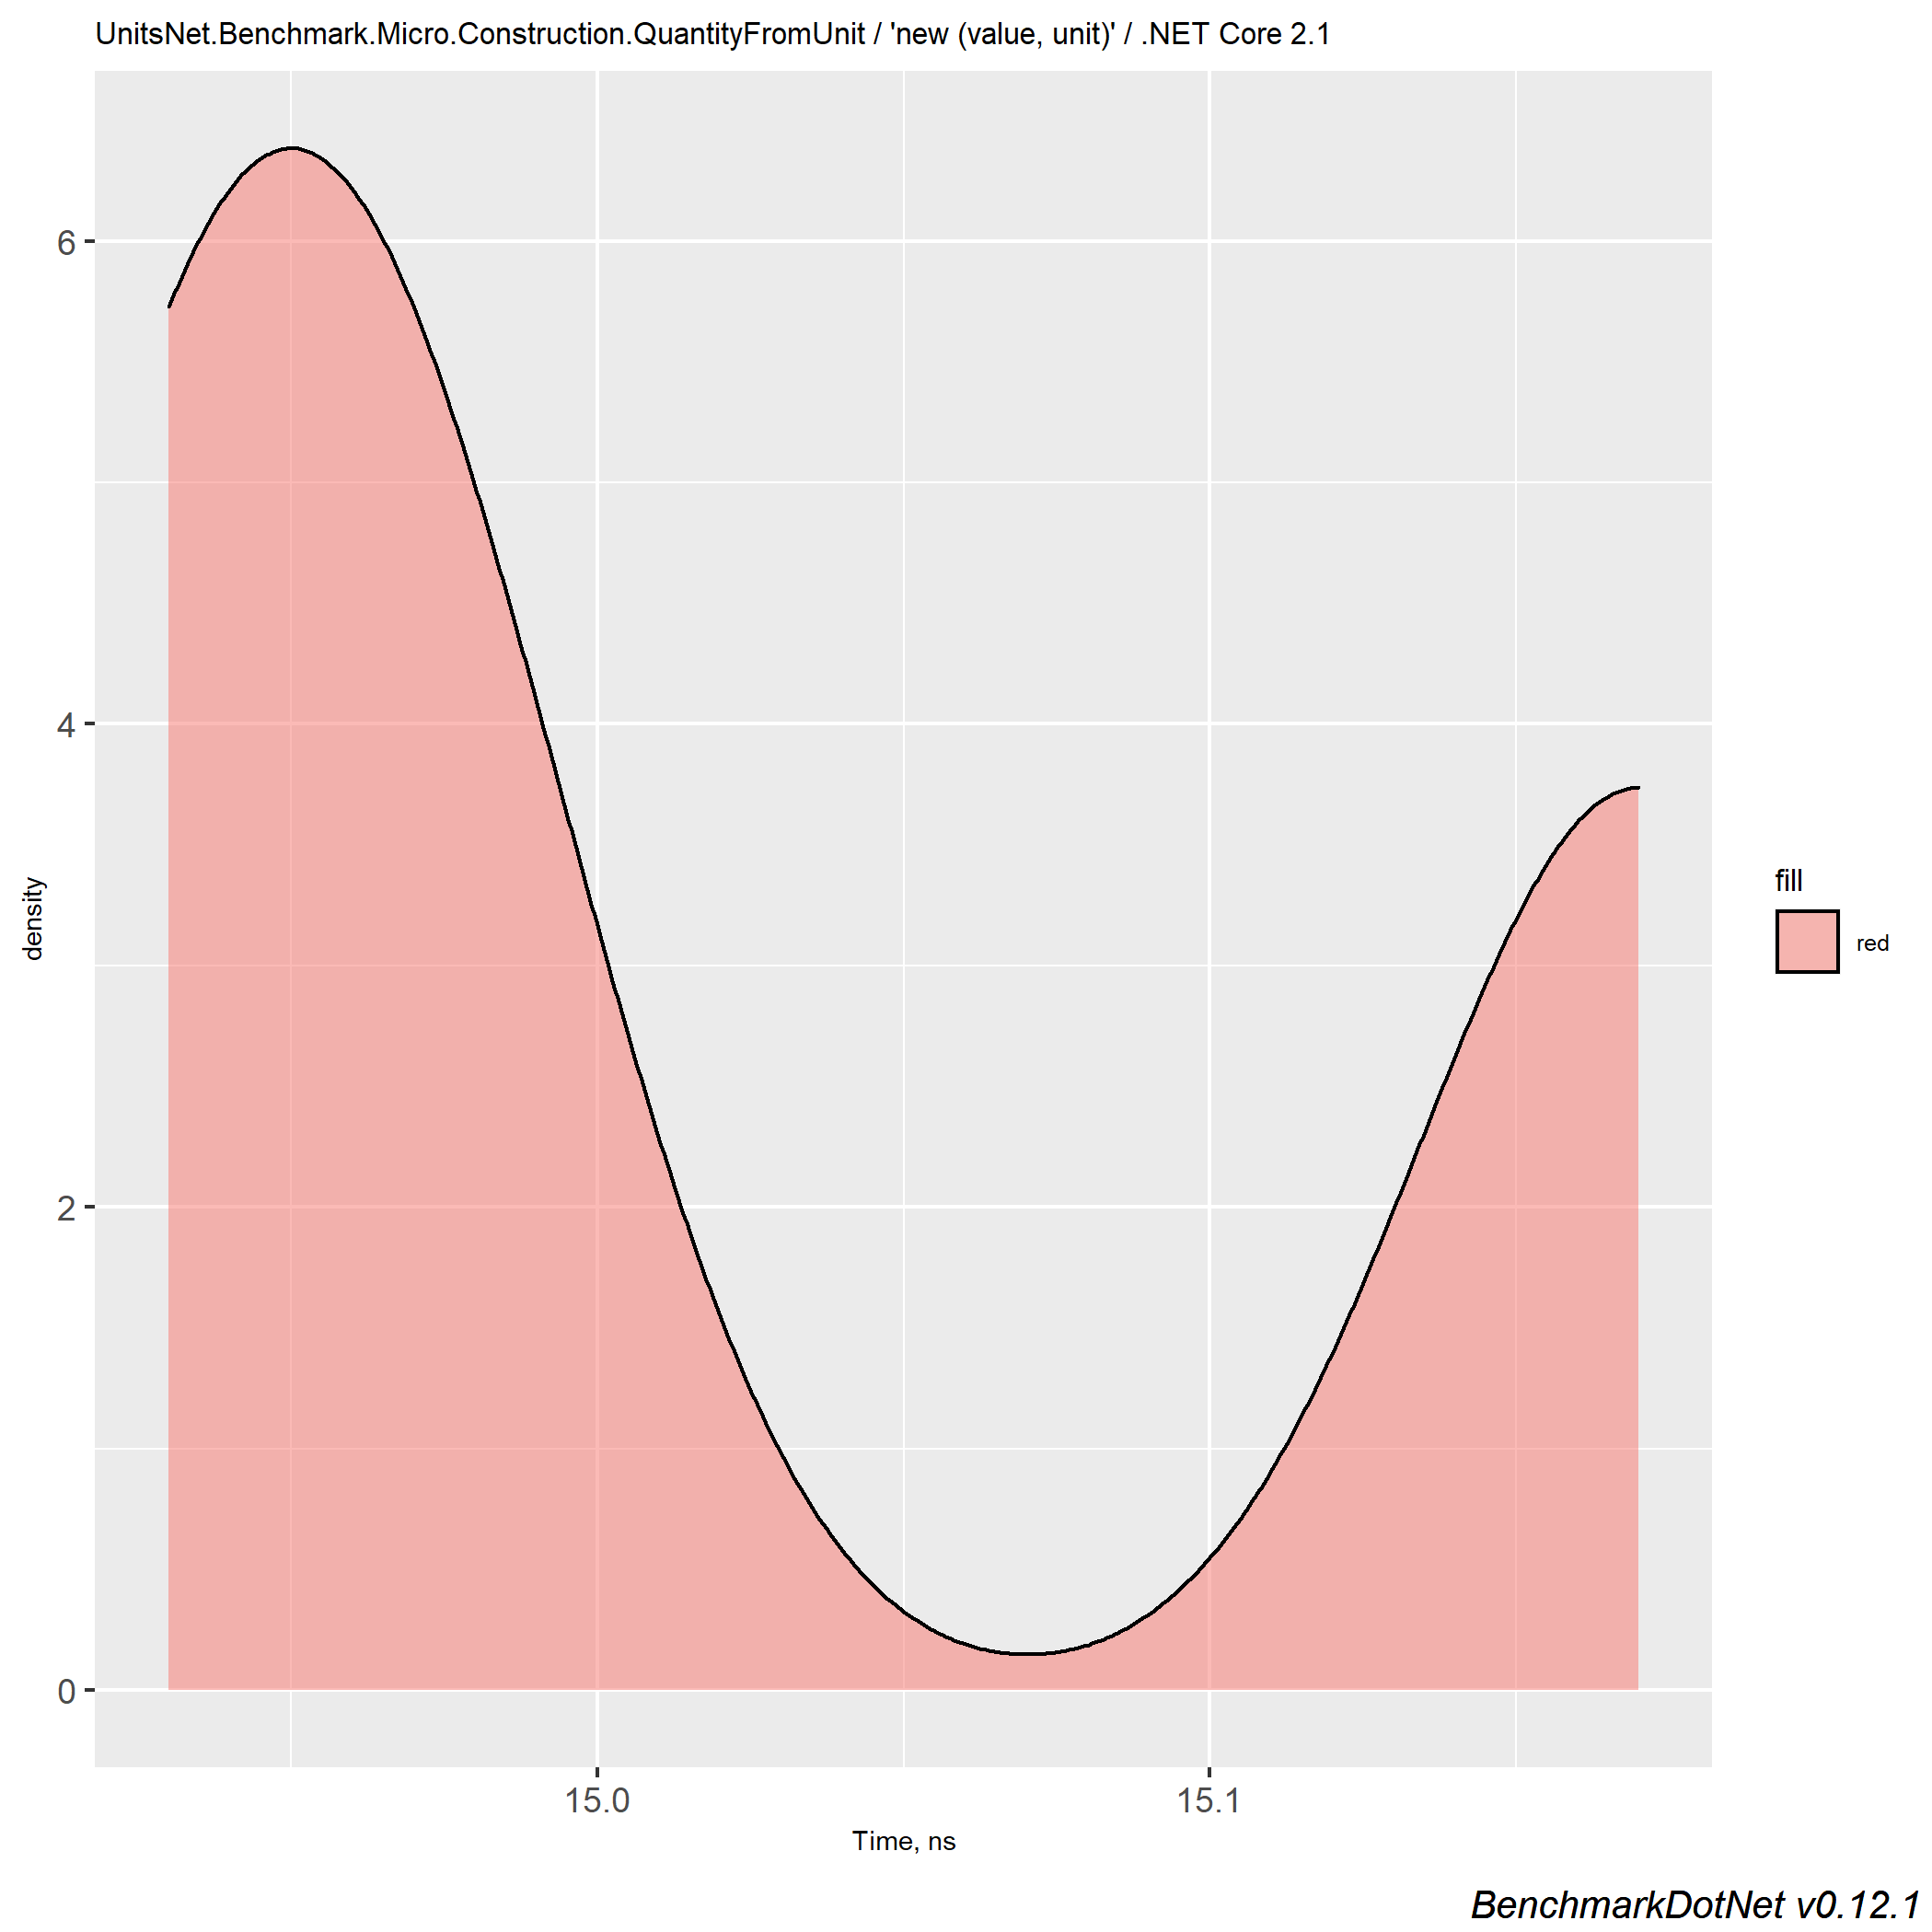 UnitsNet.Benchmark.Micro.Construction.QuantityFromUnit / 'new (value, unit)' / .NET Core 2.1
6
4
2
0
density
15.0 15.1
Time, ns
fill
red
BenchmarkDotNet v0.12.1